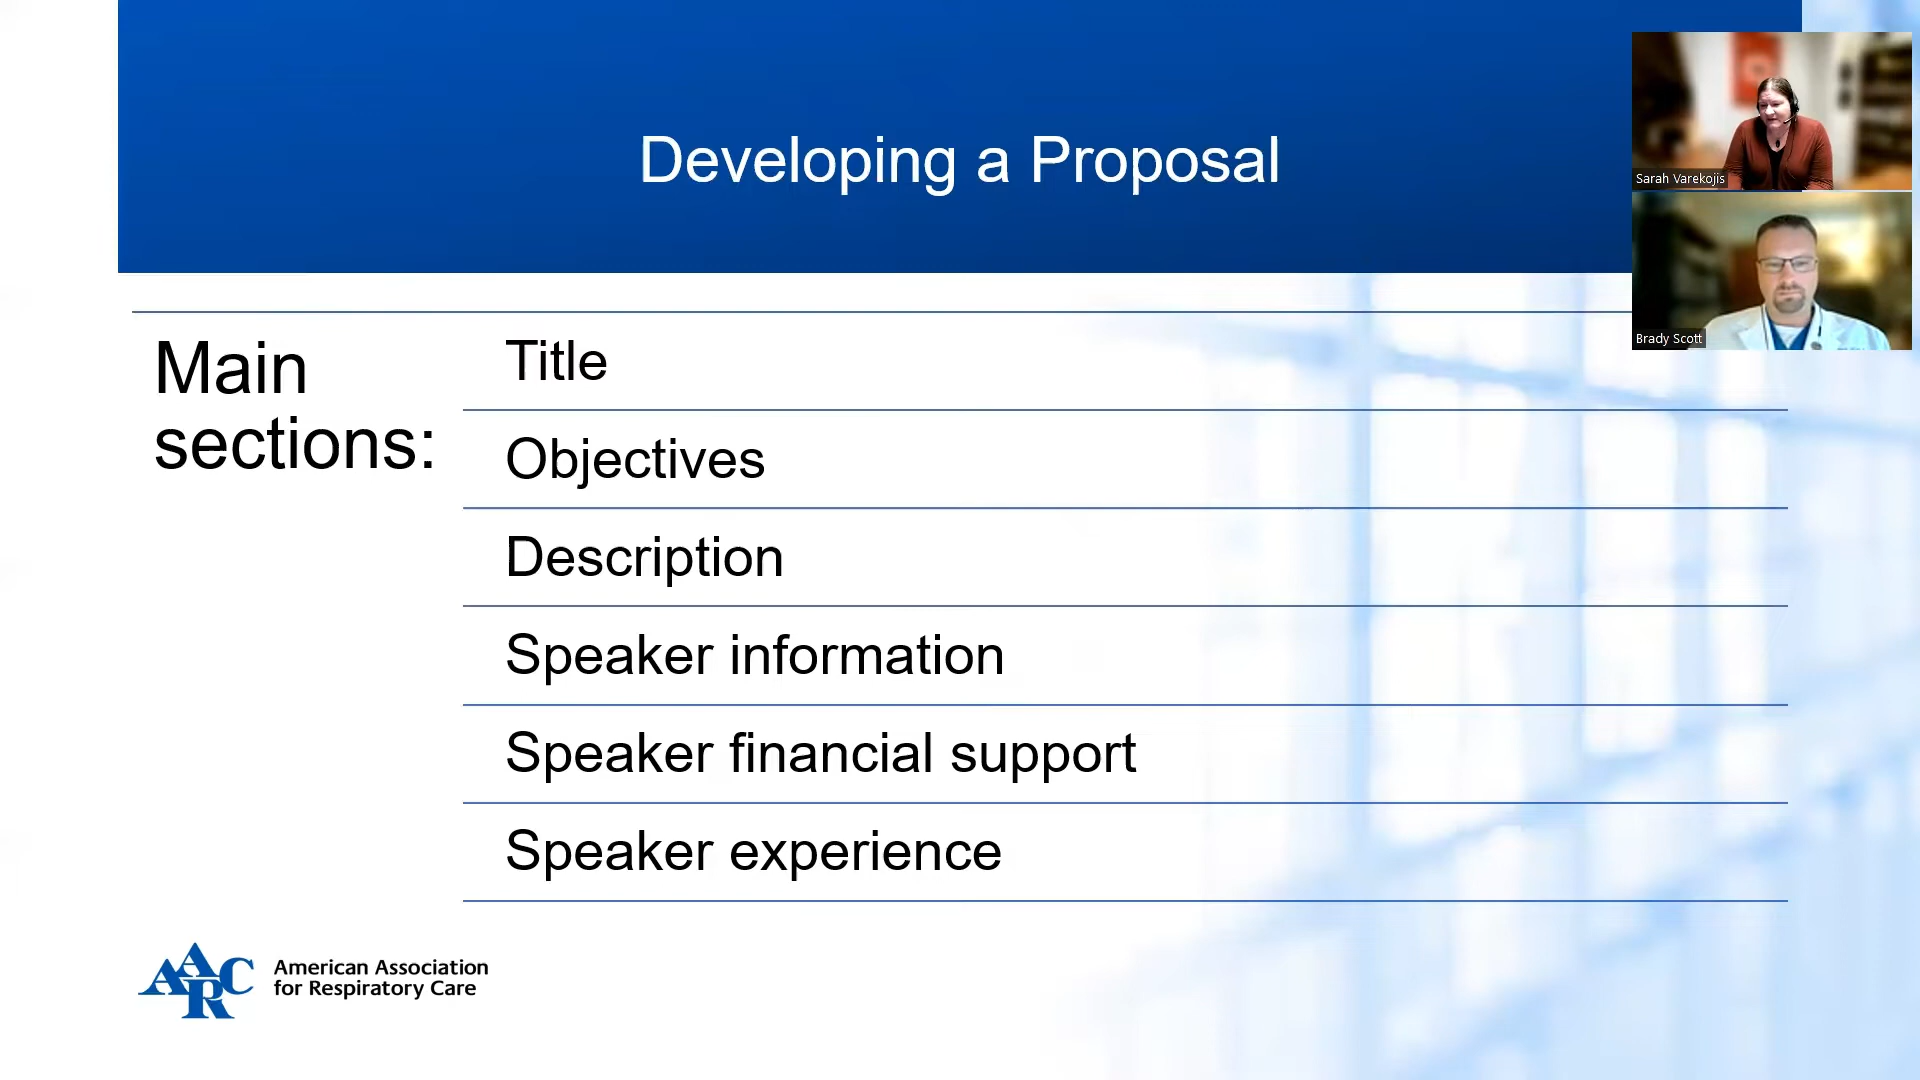 Developing a Proposal
Sarah Varekojis
Brady Scott
Main
sections:
Title
Objectives
Description
Speaker information
Speaker financial support
Speaker experience
AARC
American Association
for Respiratory Care